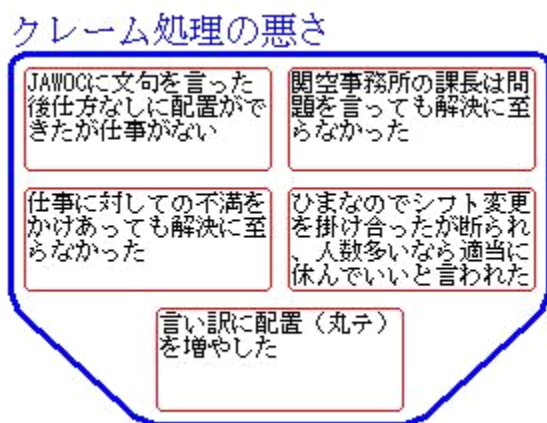 クレーム処理の悪さ
JAWOCに文句を言った
後仕方なしに配置がで
きたが仕事がない
関空事務所の課長は問
題を言っても解決に至
らなかった
仕事に対しての不満を
かけあっても解決に至
らなかった
ひまなのでシフト変更
を掛け合ったが断られ
、人数多いなら適当に
休んでいいと言われた
言い訳に配置（丸テ）
を増やした